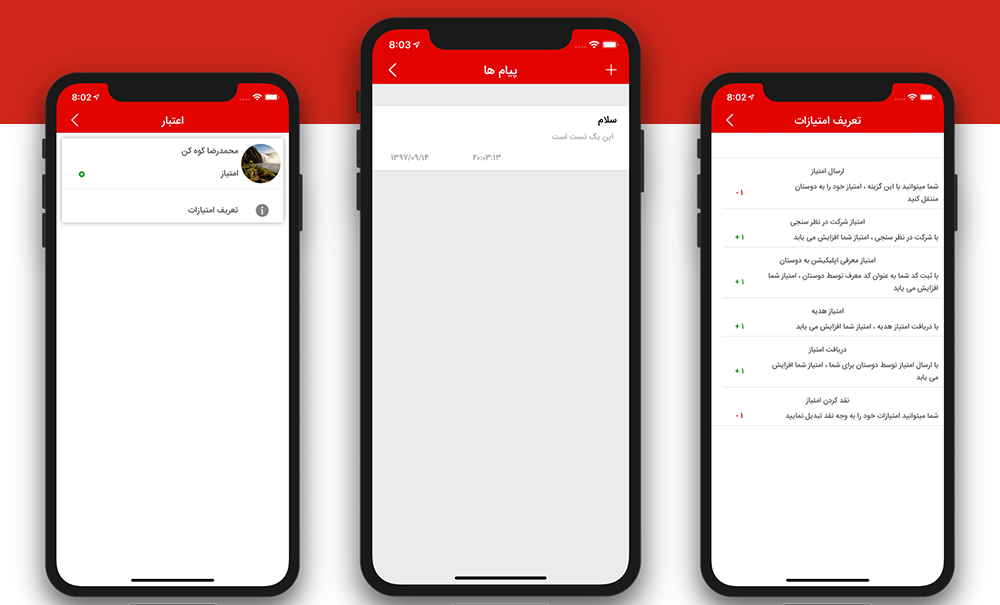 8:02
اعتبار
محمدرضا کوه کن
امتیاز
۰
تعریف امتیازات
8:03
پیام ها
سلام
این یک تست است
۲۰:۰۳:۱۳
۱۳۹۷/۰۹/۱۴
8:02
تعریف امتیازات
ارسال امتیاز
شما میتوانید با این گزینه ، امتیاز خود را به دوستان
منتقل کنید
- ۱
امتیاز شرکت در نظر سنجی
با شرکت در نظر سنجی ، امتیاز شما افزایش می یابد
+ ۱
امتیاز معرفی اپلیکیشن به دوستان
با ثبت کد شما به عنوان کد معرف توسط دوستان ، امتیاز شما
افزایش می یابد
+ ۱
امتیاز هدیه
با دریافت امتیاز هدیه ، امتیاز شما افزایش می یابد
+ ۱
دریافت امتیاز
با ارسال امتیاز توسط دوستان برای شما ، امتیاز شما افزایش
می یابد
+ ۱
نقد کردن امتیاز
شما میتوانید امتیازات خود را به وجه نقد تبدیل نمایید
- ۱